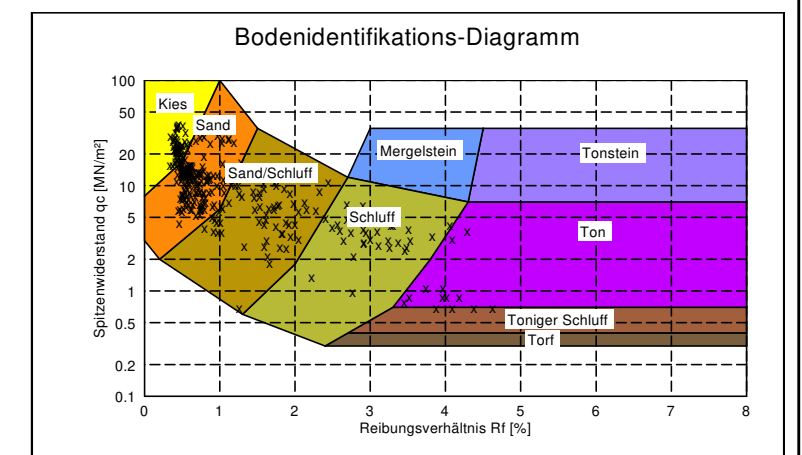 Bodenidentifikations-Diagramm
Spitzenwiderstand qc [MN/m²]
100
50
20
10
5
2
1
0.5
0.2
0.1
Kies
Sand
Sand/Schluff
Mergelstein
Tonstein
Schluff
Ton
Toniger Schluff
Torf
0 1 2 3 4 5 6 7 8
Reibungsverhältnis Rf [%]